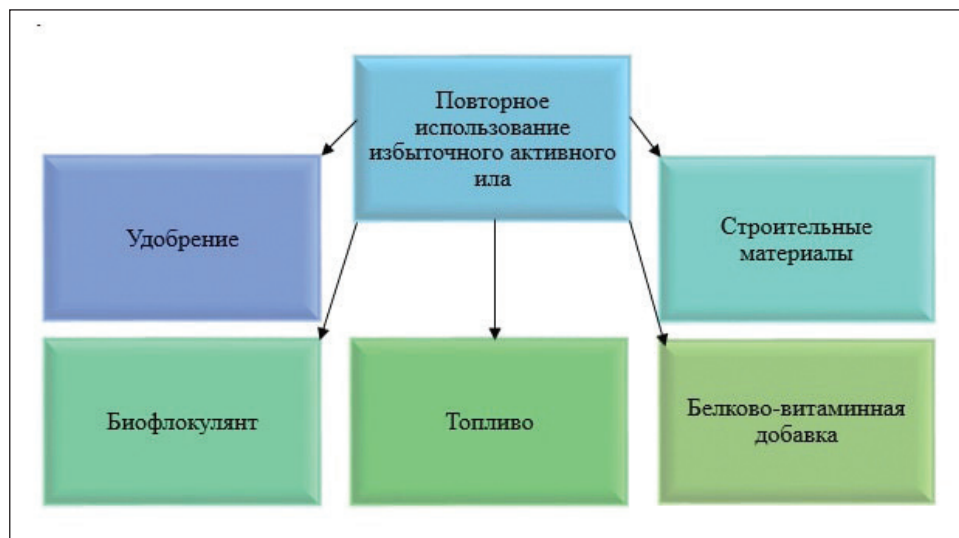 Повторное
использование
избыточного активного
ила
Удобрение
Строительные
материалы
Биофлокулянт
Топливо
Белково-витаминная
добавка